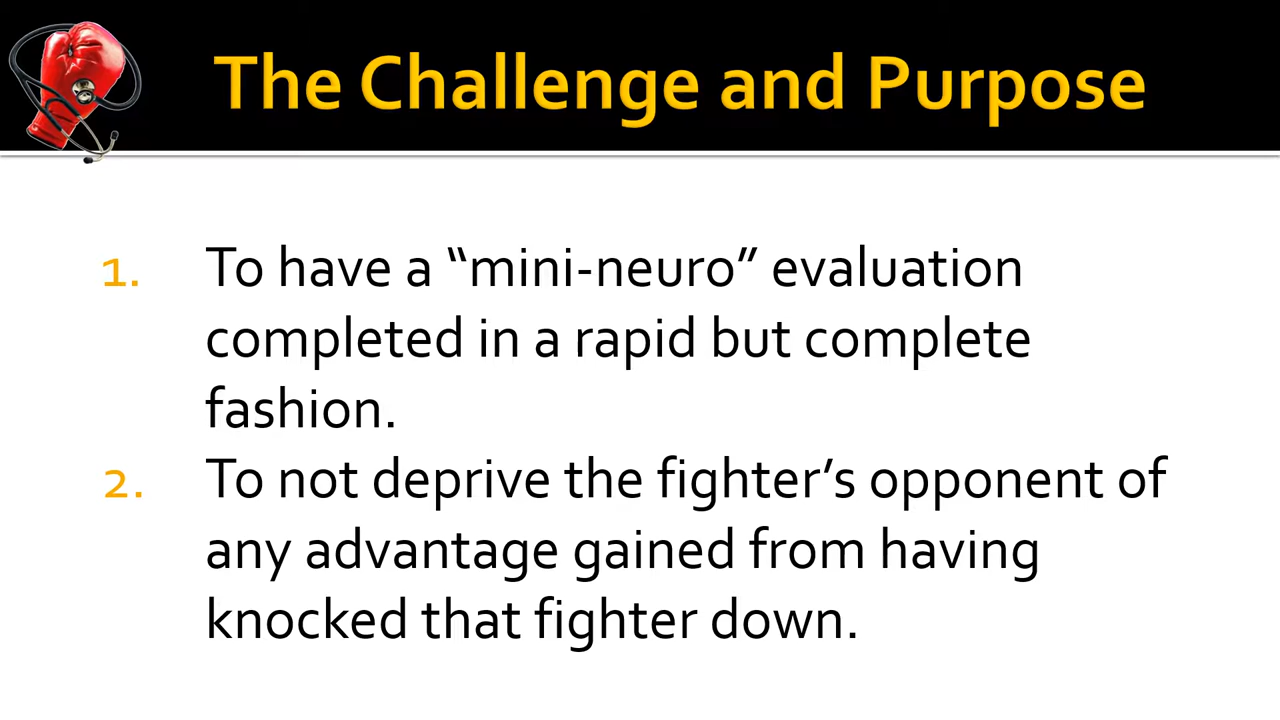 The Challenge and Purpose
1. To have a “mini-neuro” evaluation
completed in a rapid but complete
fashion.
2. To not deprive the fighter’s opponent of
any advantage gained from having
knocked that fighter down.